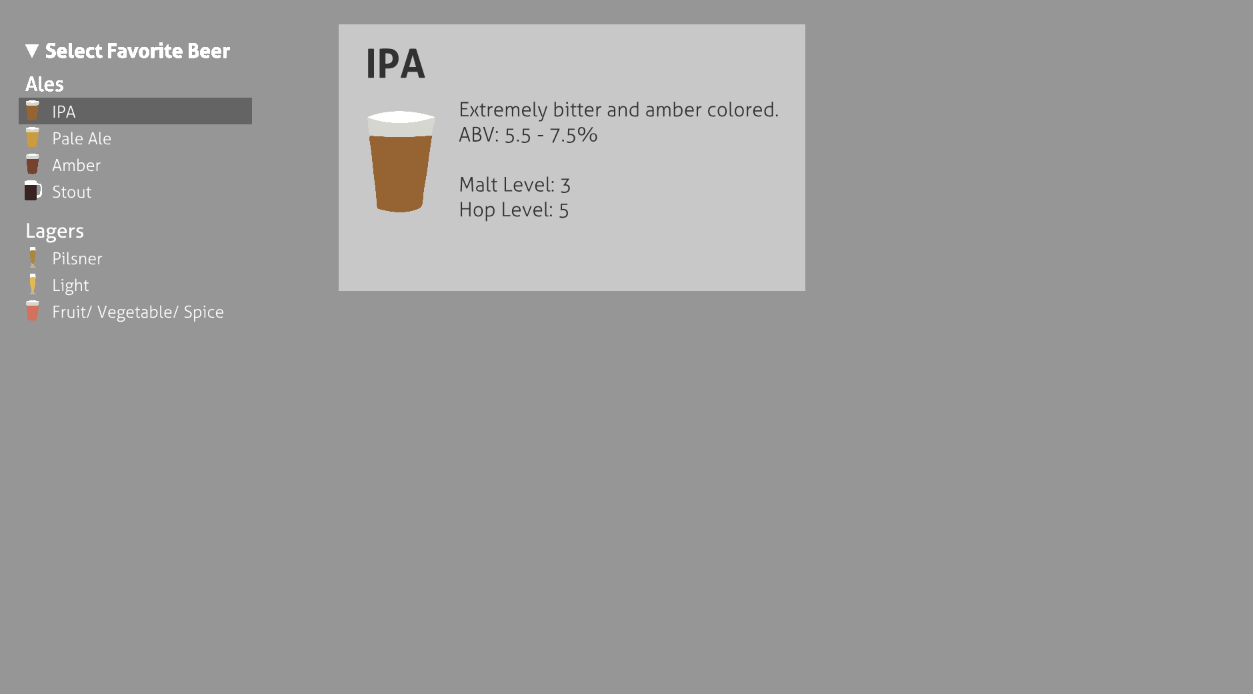 ▼ Select Favorite Beer
Ales
IPA
Pale Ale
Amber
Stout
Lagers
Pilsner
Light
Fruit/ Vegetable/ Spice
IPA
Extremely bitter and amber colored.
ABV: 5.5 - 7.5%
Malt Level: 3
Hop Level: 5